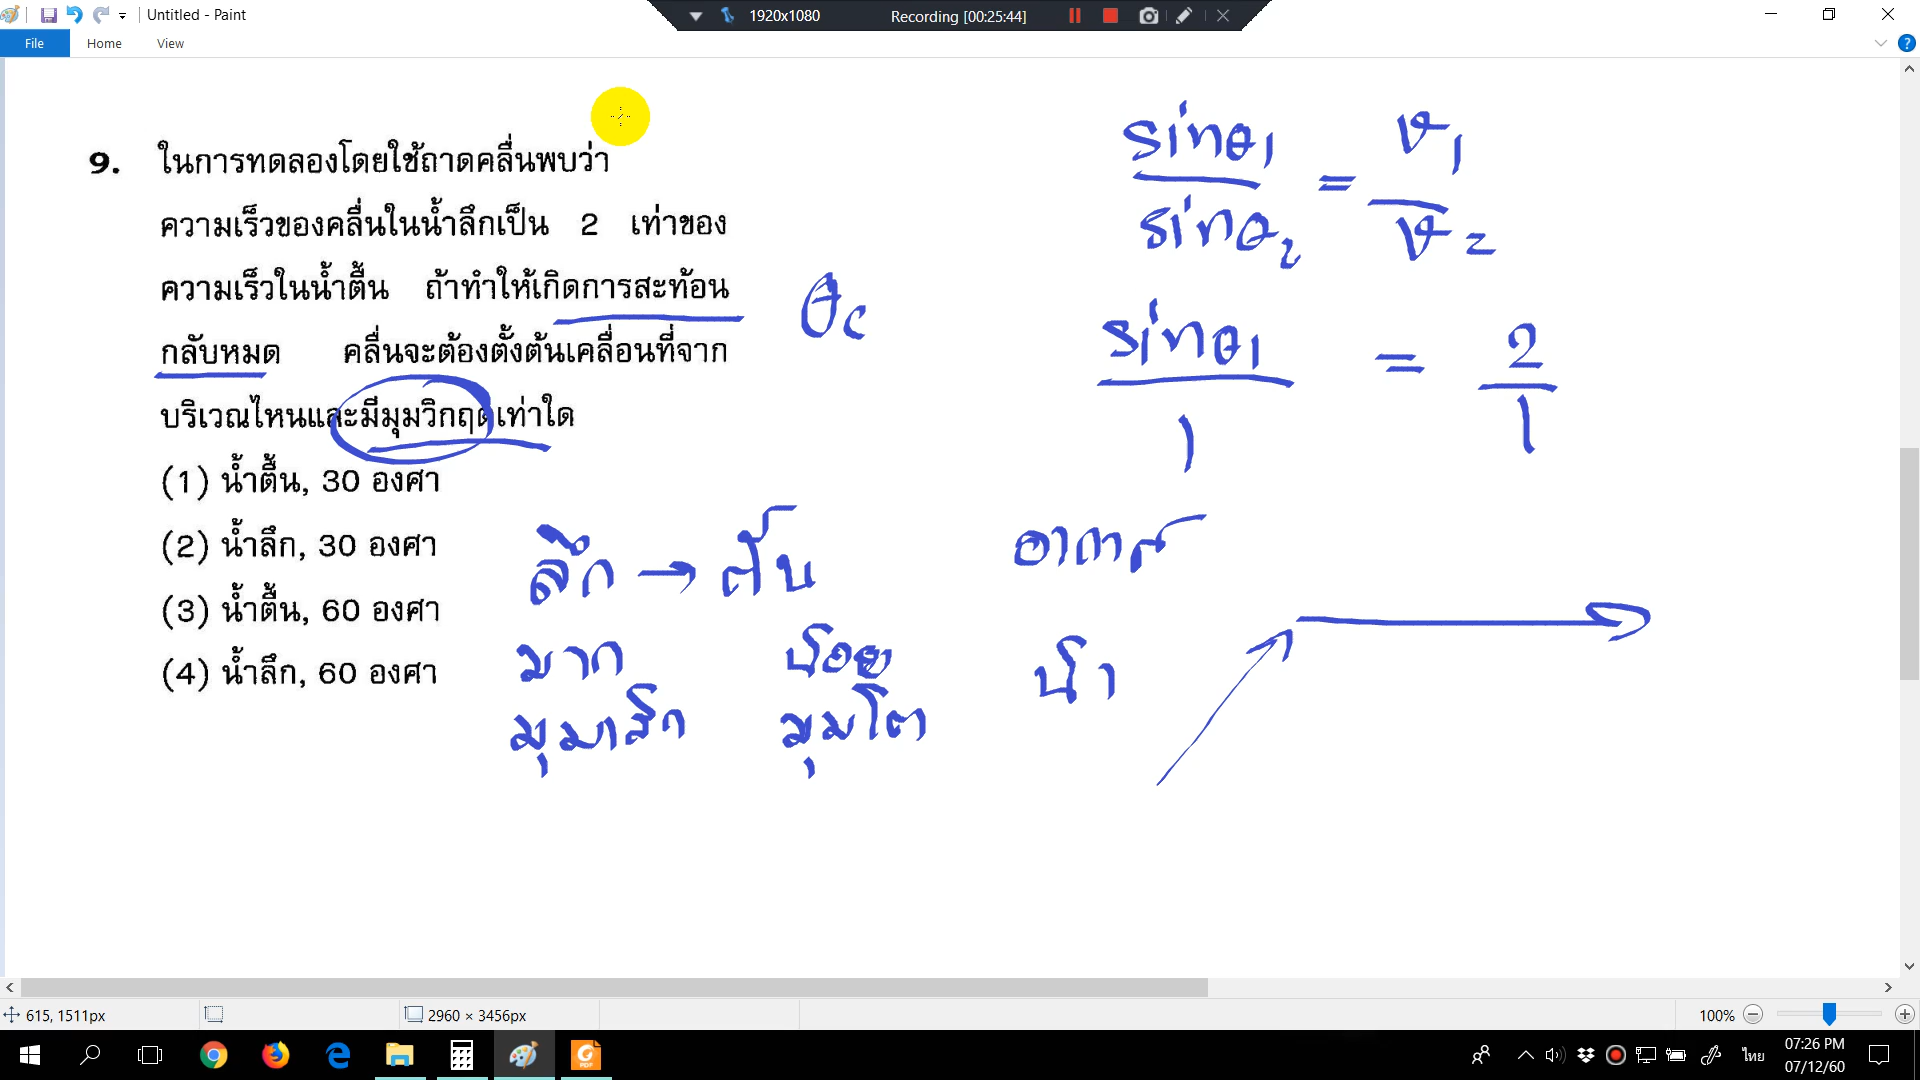 Untitled - Paint
1920x1080
Recording [00:25:44]
File Home View
9. ในการทดลองโดยใช้ถาดคลื่นพบว่า
ความเร็วของคลื่นในน้ำลึกเป็น 2 เท่าของ
ความเร็วในน้ำตื้น ถ้าทำให้เกิดการสะท้อน
กลับหมด คลื่นจะต้องตั้งต้นเคลื่อนที่จาก
บริเวณไหนและมีมุมวิกฤตเท่าใด
(1) น้ำตื้น, 30 องศา
(2) น้ำลึก, 30 องศา
(3) น้ำตื้น, 60 องศา
(4) น้ำลึก, 60 องศา
θc
sinθ1 / sinθ2 = v1 / v2
sinθ1 / 1 = 2 / 1
ลึก → ตื้น
มาก น้อย
มุม มุมโต
อากาศ
น้ำ
615, 1511px
2960 × 3456px
100%
ไทย
07:26 PM
07/12/60